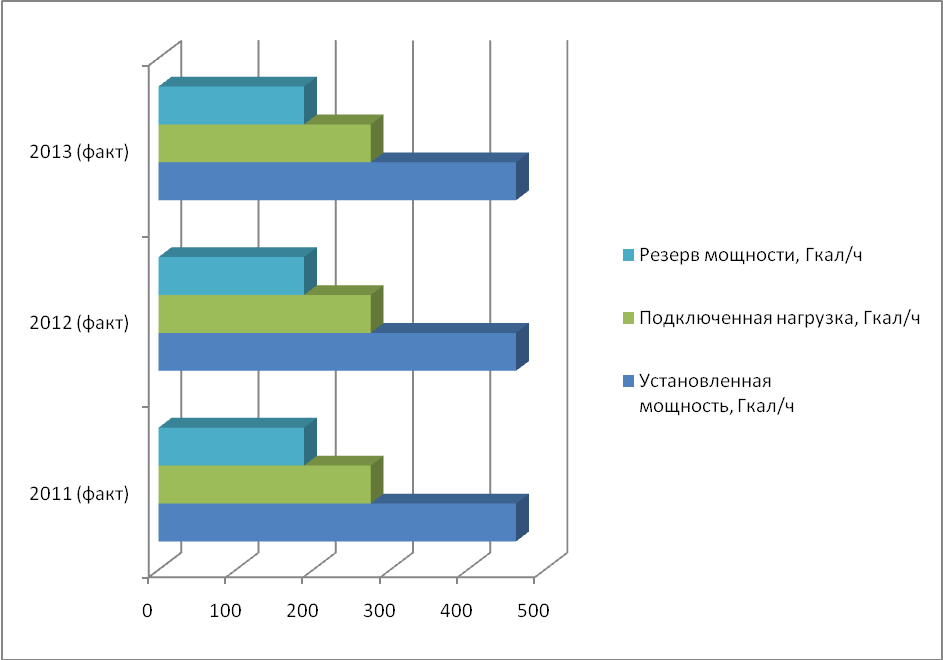 2013 (факт)
2012 (факт)
2011 (факт)
0 100 200 300 400 500
Резерв мощности, Гкал/ч
Подключенная нагрузка, Гкал/ч
Установленная
мощность, Гкал/ч